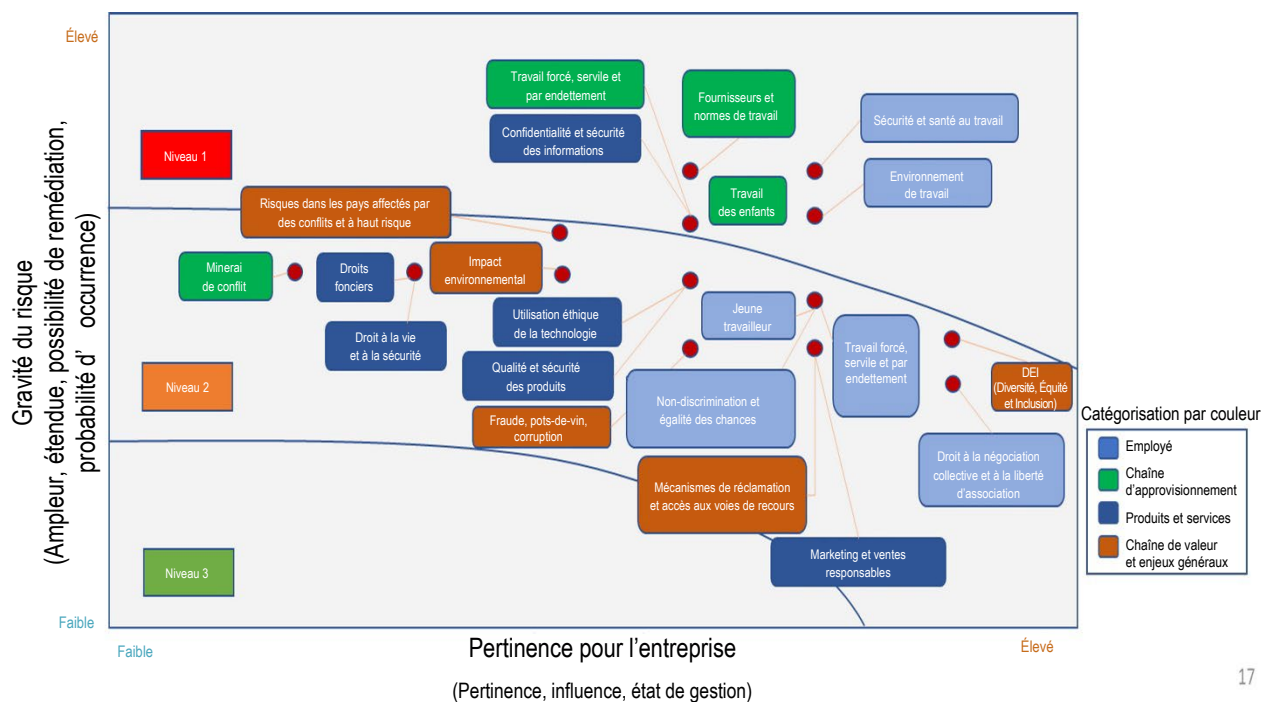 Élevé
Travail forcé, servile et
par endettement
Fournisseurs et
normes de travail
Sécurité et santé au travail
Confidentialité et sécurité
des informations
Niveau 1
Environnement
de travail
Travail
des enfants
Risques dans les pays affectés par
des conflits et à haut risque
Gravité du risque
(Ampleur, étendue, possibilité de remédiation,
probabilité d' occurrence)
Minerai
de conflit
Droits
fonciers
Impact
environnemental
Utilisation éthique
de la technologie
Jeune
travailleur
Droit à la vie
et à la sécurité
Travail forcé,
servile et par
endettement
Qualité et sécurité
des produits
Niveau 2
DEI
(Diversité, Équité
et Inclusion)
Non-discrimination et
égalité des chances
Fraude, pots-de-vin,
corruption
Droit à la négociation
collective et à la liberté
d'association
Mécanismes de réclamation
et accès aux voies de recours
Marketing et ventes
responsables
Niveau 3
Catégorisation par couleur
Employé
Chaîne
d'approvisionnement
Produits et services
Chaîne de valeur
et enjeux généraux
Faible
Faible
Pertinence pour l'entreprise
Élevé
(Pertinence, influence, état de gestion)
17